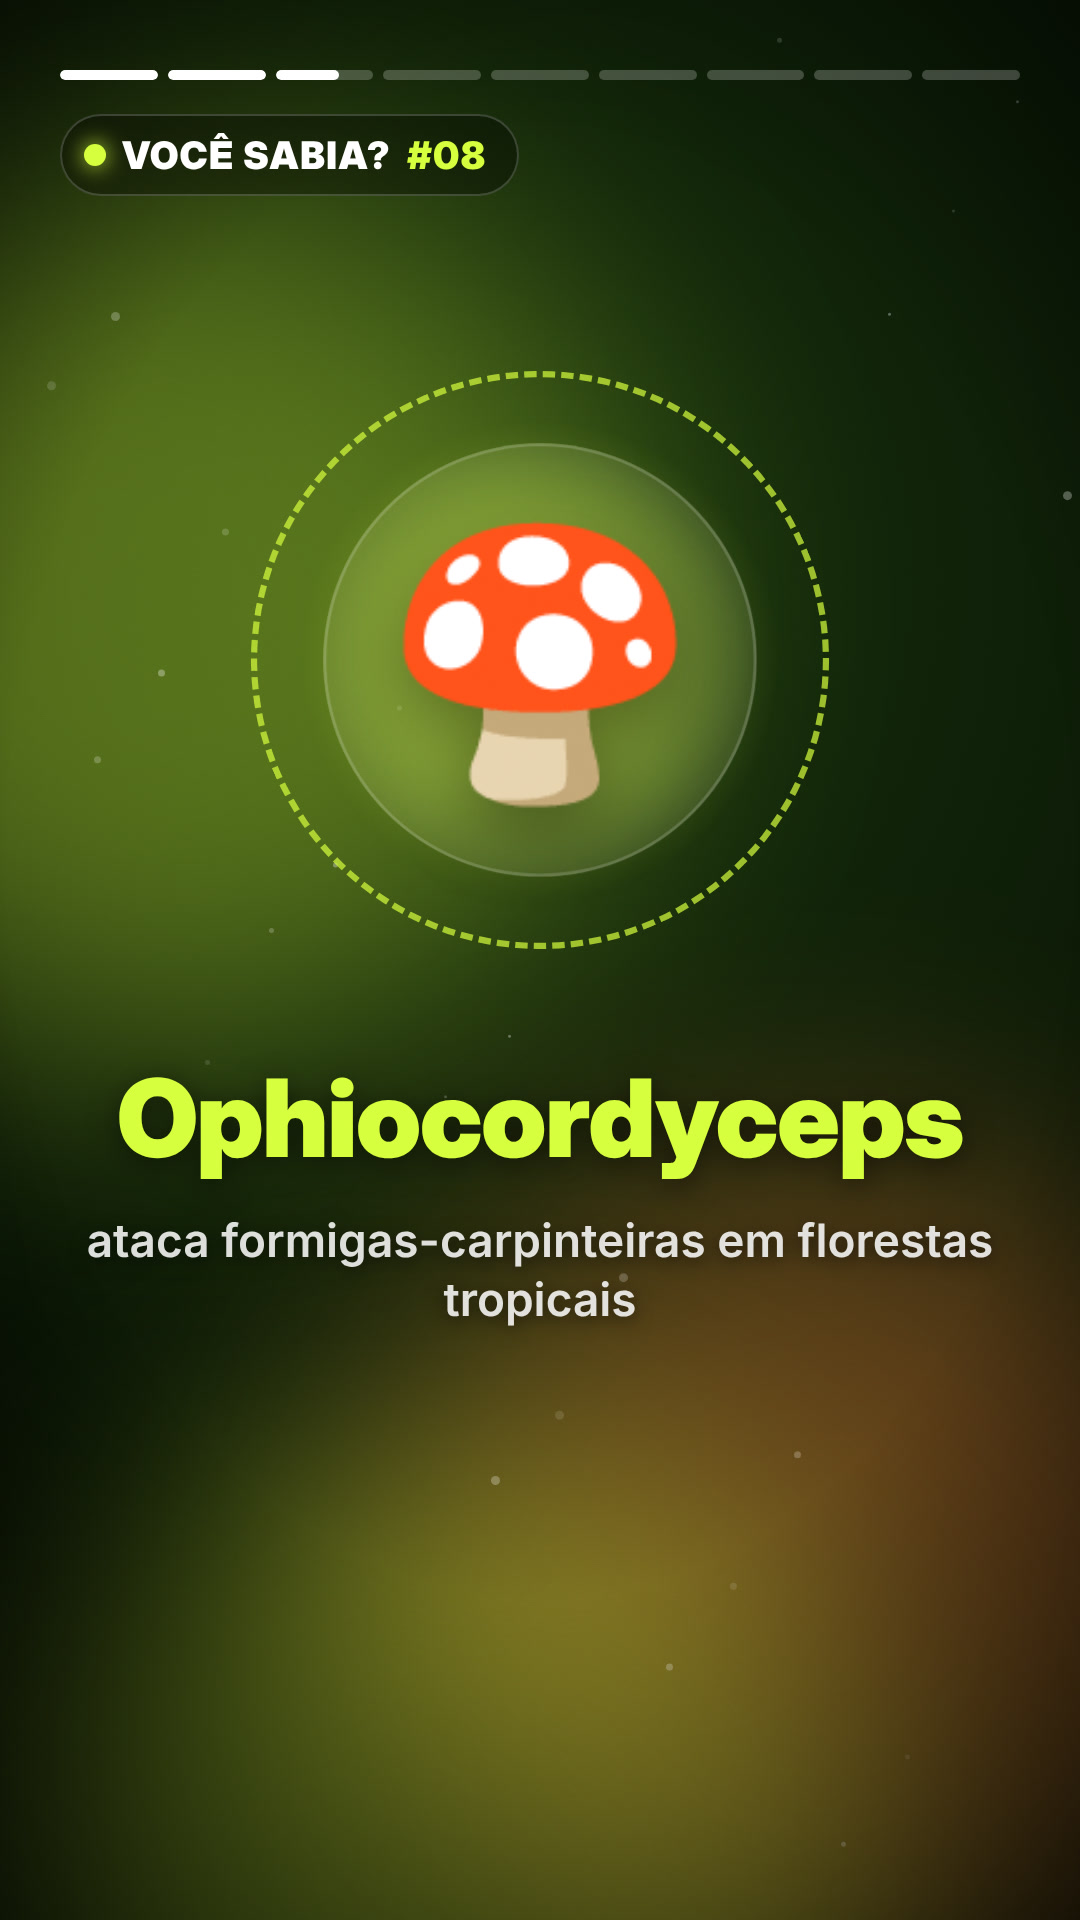 VOCÊ SABIA? #08
Ophiocordyceps
ataca formigas-carpinteiras em florestas
tropicais